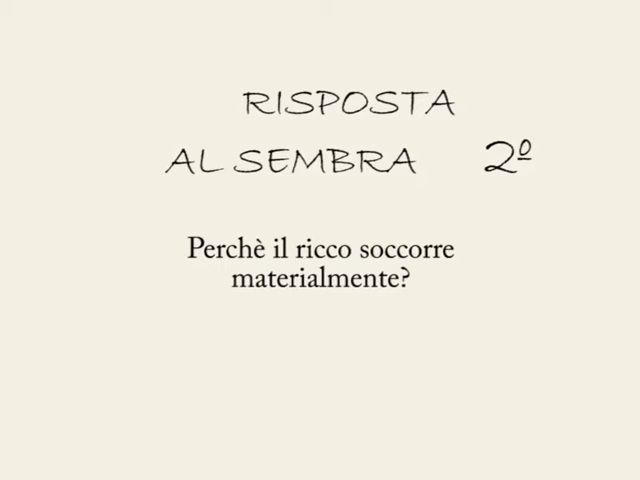 RISPOSTA
AL SEMBRA 2º
Perchè il ricco soccorre
materialmente?